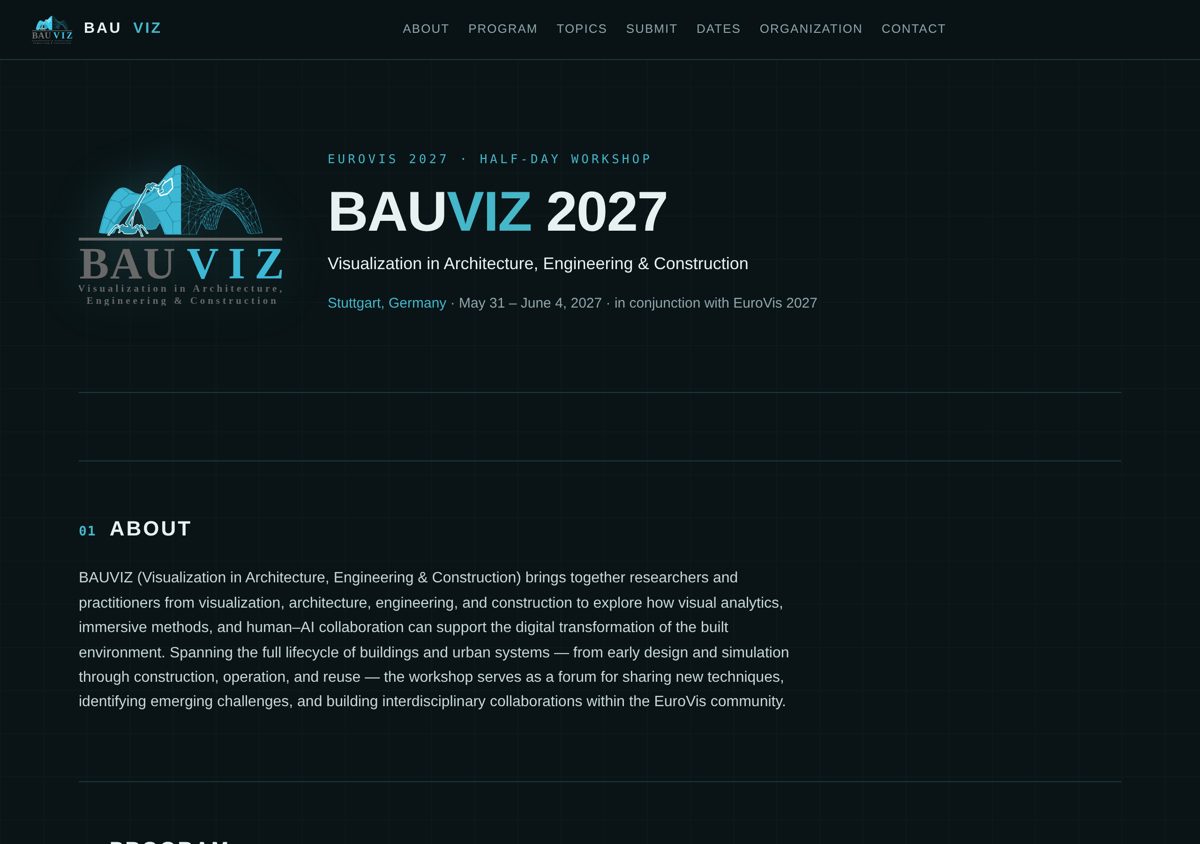 BAU VIZ
BAU VIZ
ABOUT PROGRAM TOPICS SUBMIT DATES ORGANIZATION CONTACT
BAU VIZ
Visualization in Architecture,
Engineering & Construction
EUROVIS 2027 · HALF-DAY WORKSHOP
BAUVIZ 2027
Visualization in Architecture, Engineering & Construction
Stuttgart, Germany · May 31 – June 4, 2027 · in conjunction with EuroVis 2027
01 ABOUT
BAUVIZ (Visualization in Architecture, Engineering & Construction) brings together researchers and
practitioners from visualization, architecture, engineering, and construction to explore how visual analytics,
immersive methods, and human–AI collaboration can support the digital transformation of the built
environment. Spanning the full lifecycle of buildings and urban systems — from early design and simulation
through construction, operation, and reuse — the workshop serves as a forum for sharing new techniques,
identifying emerging challenges, and building interdisciplinary collaborations within the EuroVis community.
PROGRAM